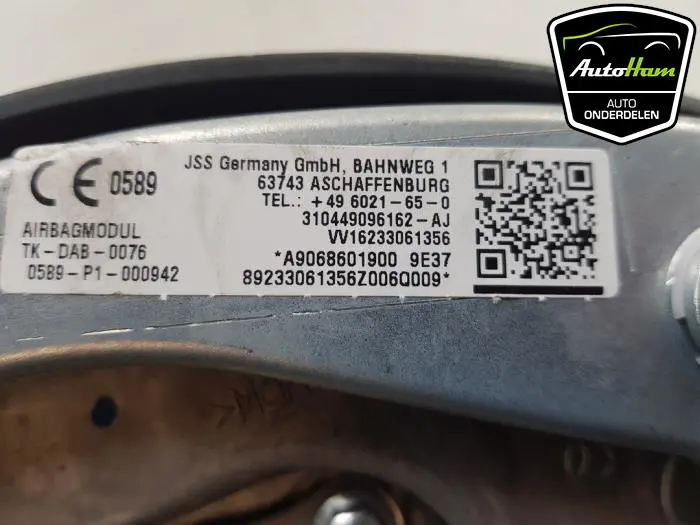 AutoHam
AUTO
ONDERDELEN
CE 0589
AIRBAGMODUL
TK-DAB-0076
0589-P1-000942
JSS Germany GmbH, BAHNWEG 1
63743 ASCHAFFENBURG
TEL.: +49 6021-65-0
310449096162-AJ
VV16233061356
*A9068601900 9E37
89233061356Z006Q009*